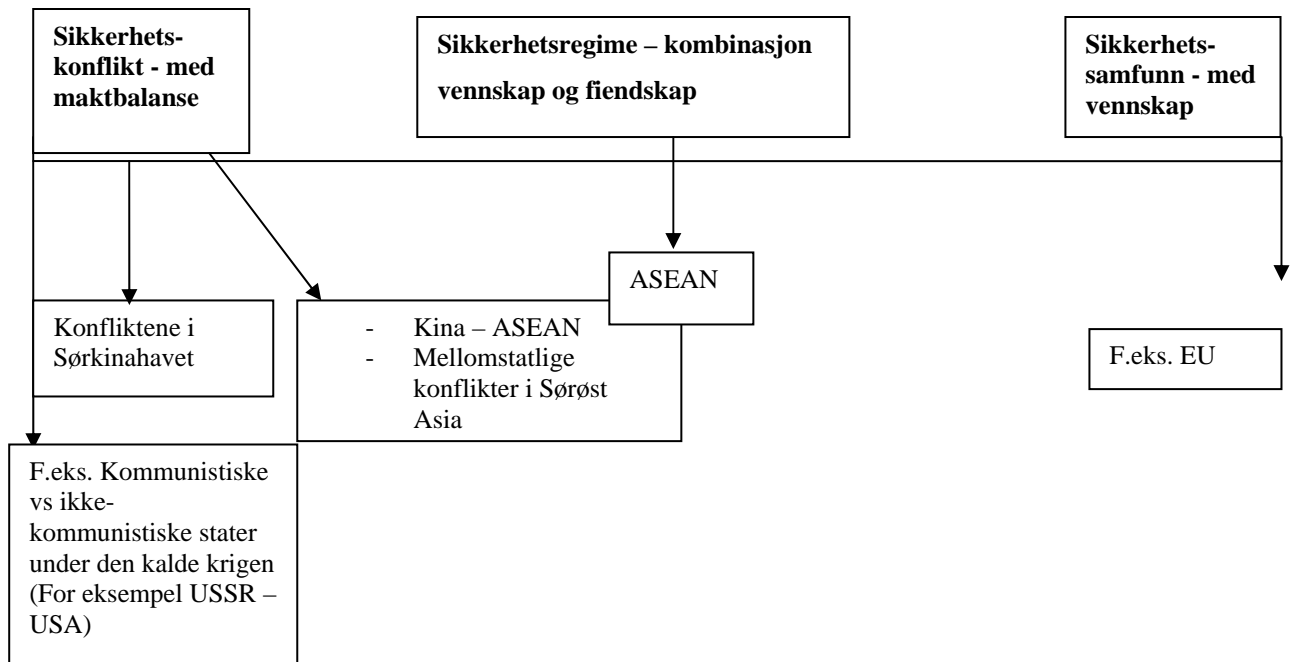 Sikkerhets-
konflikt - med
maktbalanse
Sikkerhetsregime – kombinasjon
vennskap og fiendskap
Sikkerhets-
samfunn - med
vennskap
ASEAN
Konfliktene i
Sørkinahavet
- Kina – ASEAN
- Mellomstatlige
konflikter i Sørøst
Asia
F.eks. EU
F.eks. Kommunistiske
vs ikke-
kommunistiske stater
under den kalde krigen
(For eksempel USSR –
USA)